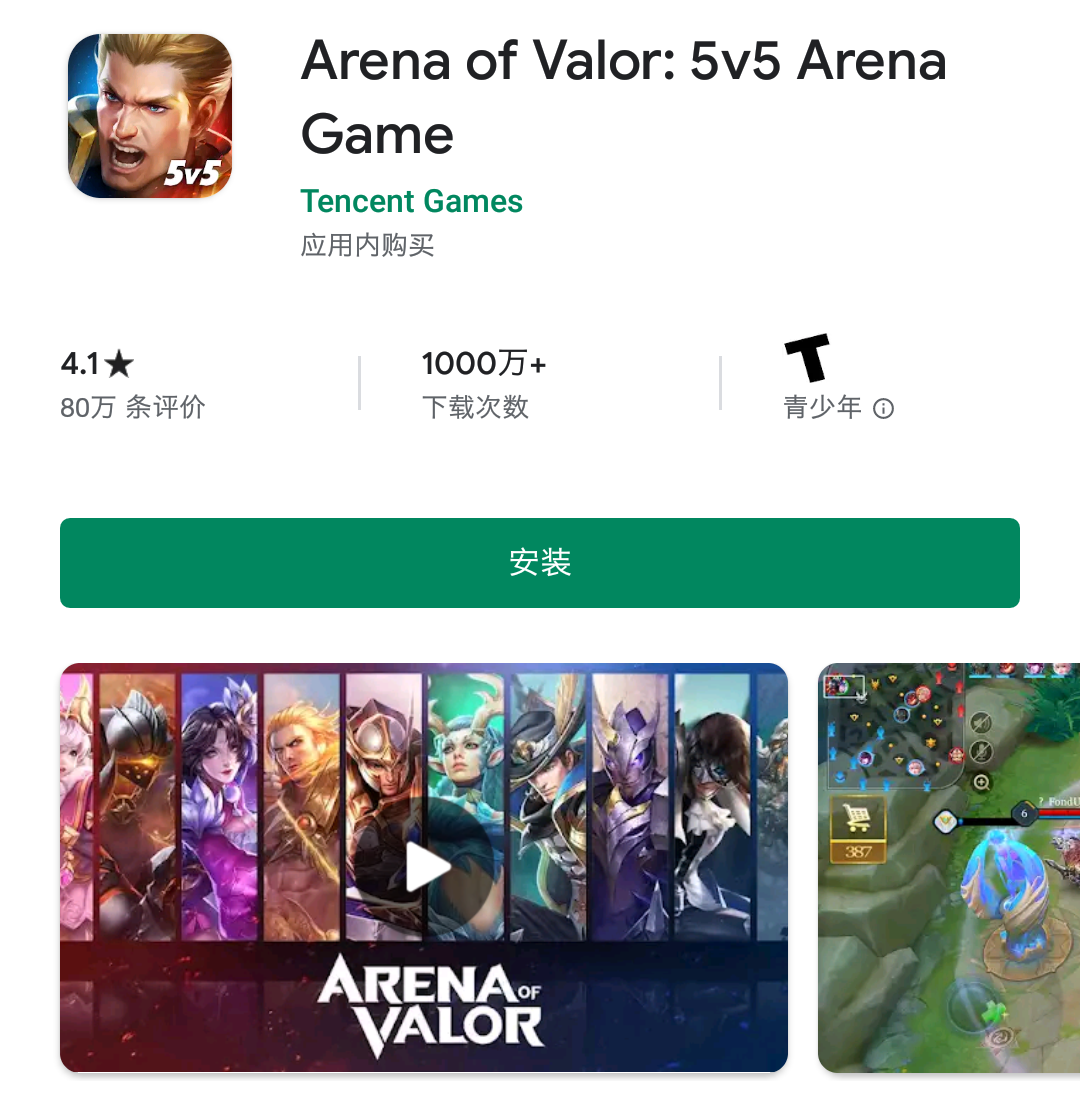 Arena of Valor: 5v5 Arena
Game
Tencent Games
应用内购买
5v5
4.1★
80万 条评价
1000万+
下载次数
T
青少年
安装
ARENA OF
VALOR
387
6
? FondU